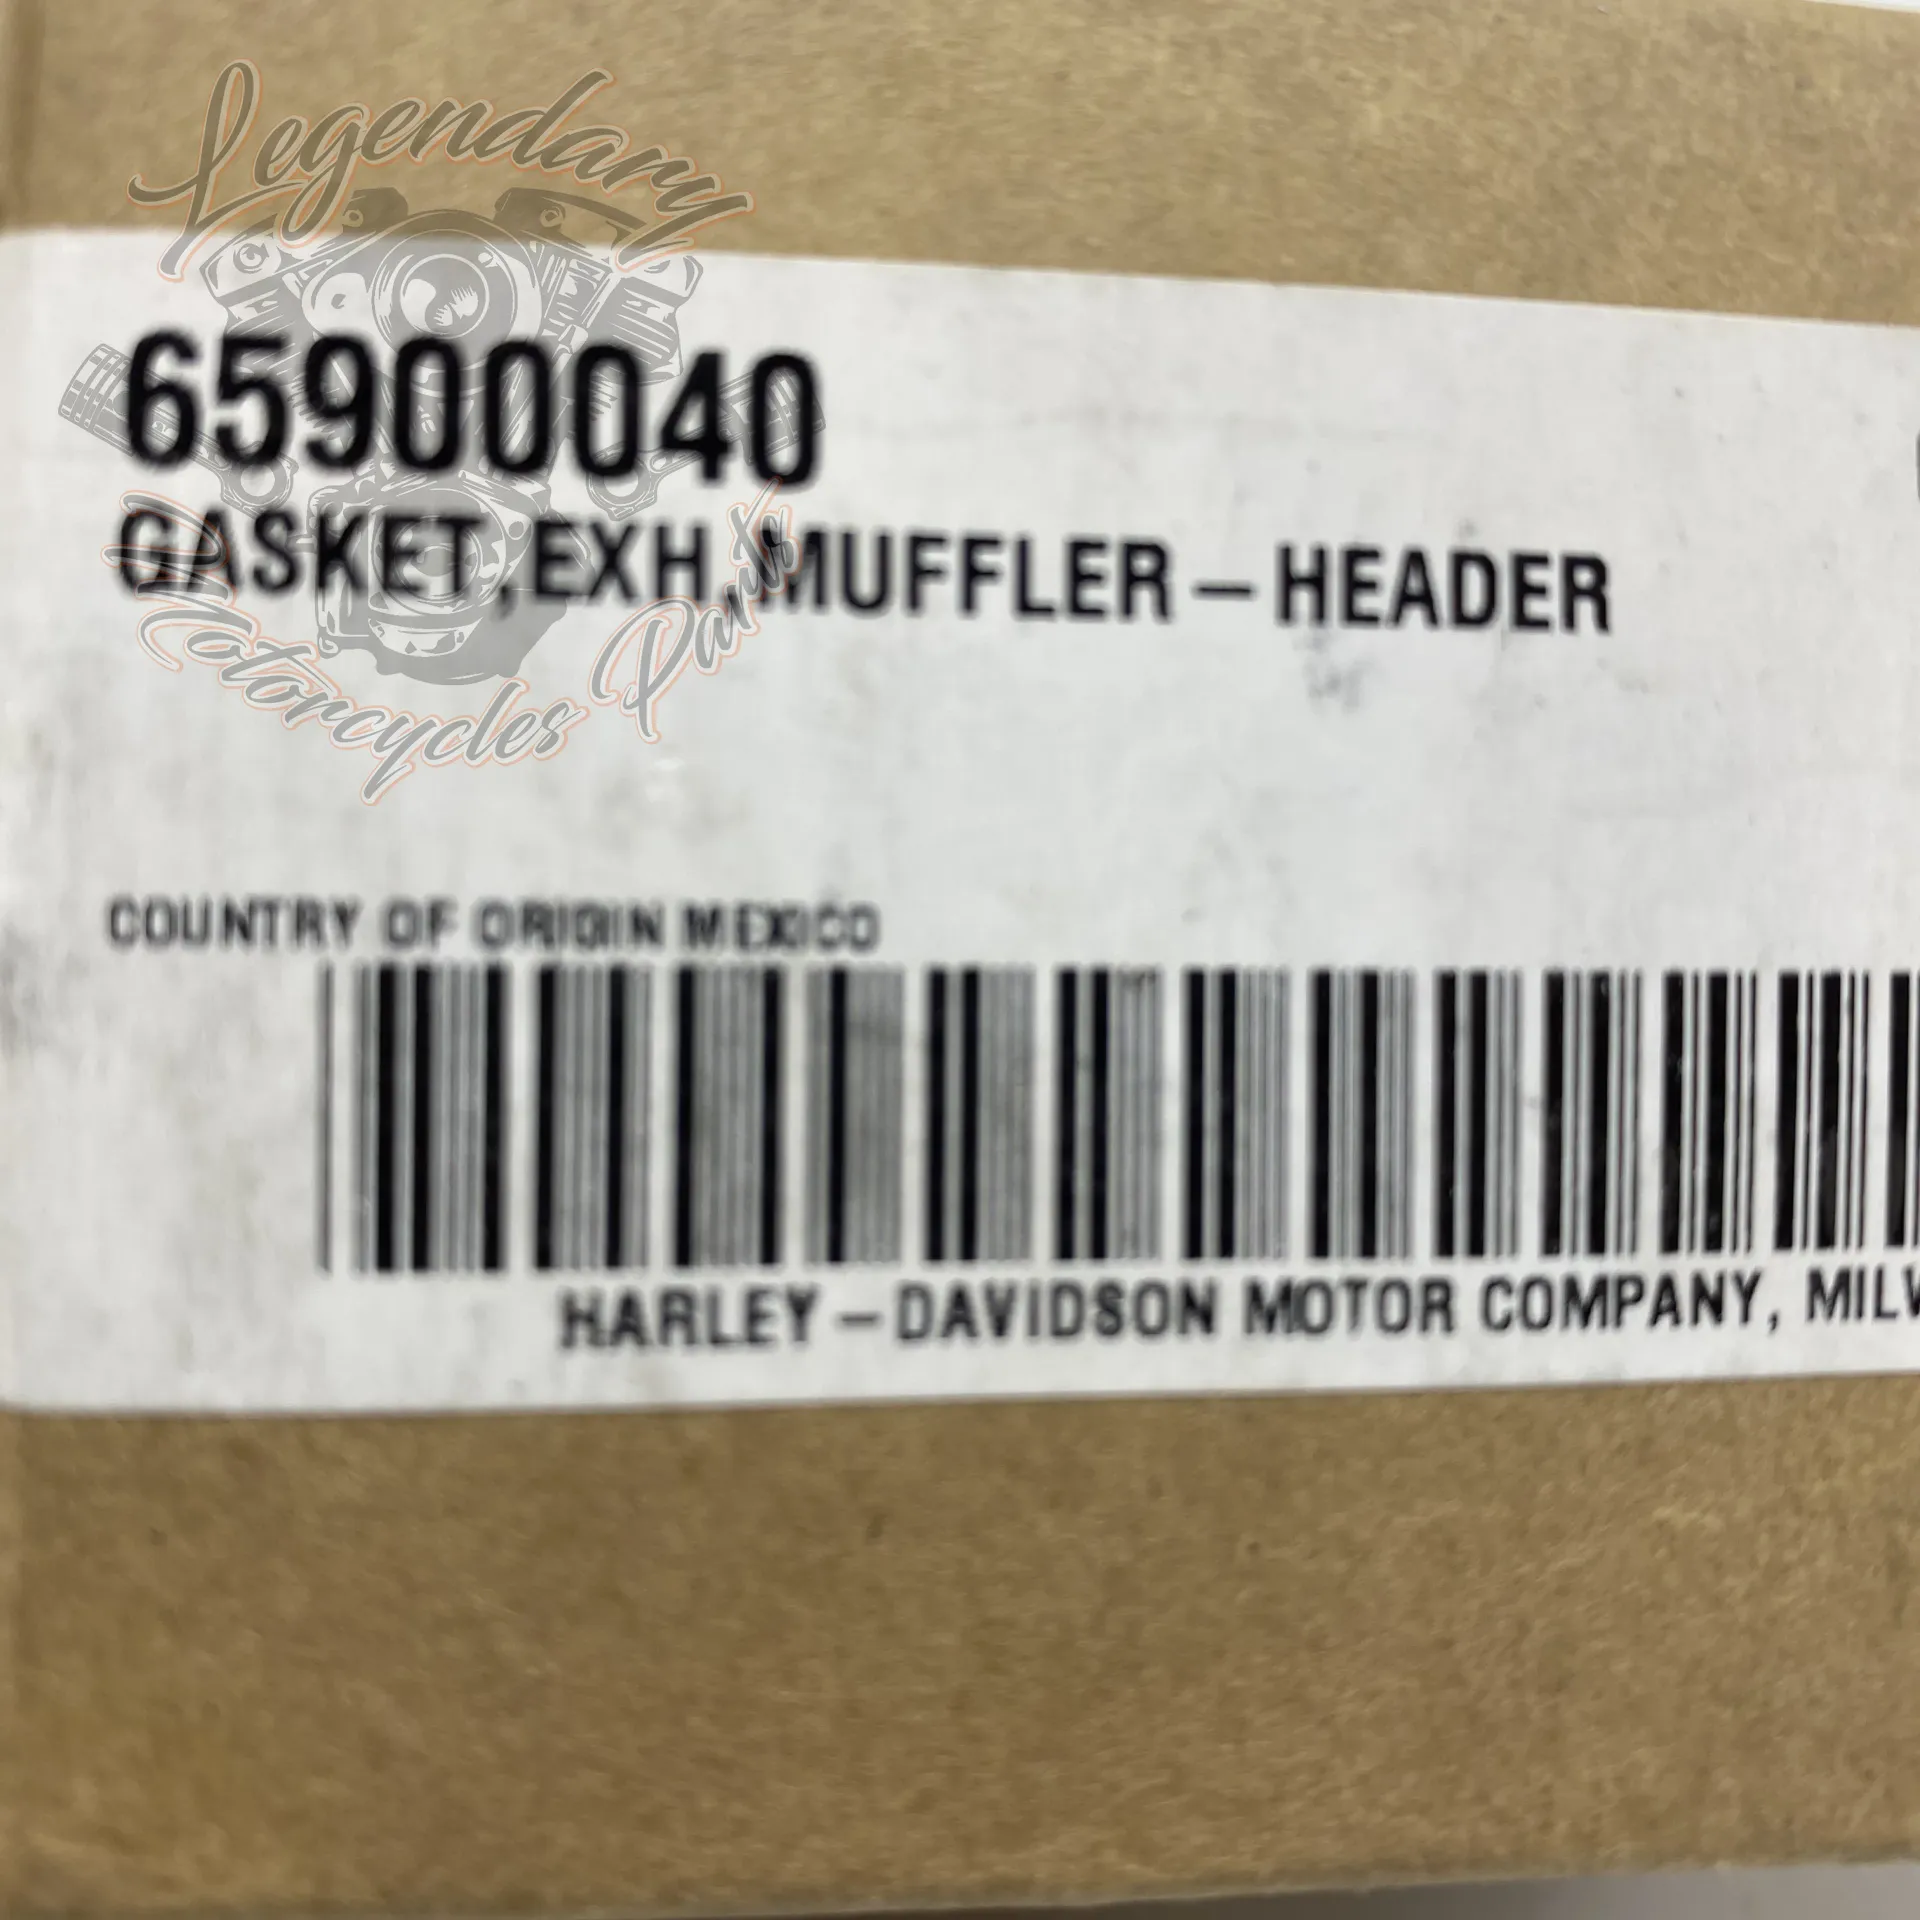 Legendary
65900040
GASKET,EXH MUFFLER-HEADER
Motorcycles Parts
COUNTRY OF ORIGIN MEXICO
HARLEY-DAVIDSON MOTOR COMPANY, MILW